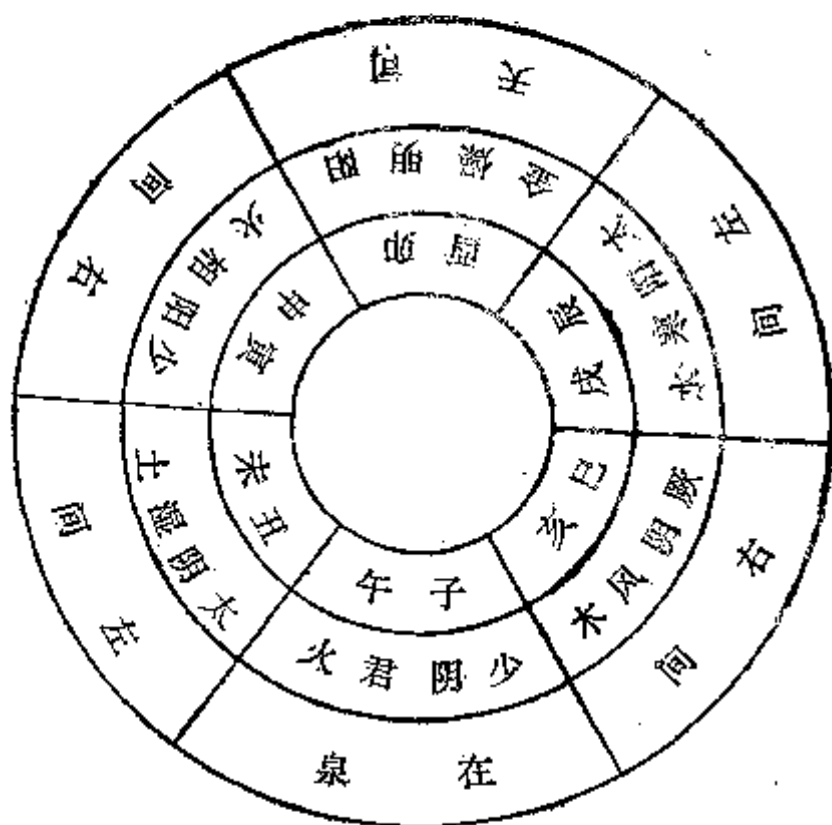 司天
阳明燥金
卯酉
左间
太阳寒水
辰戌
右间
厥阴风木
巳亥
在泉
少阴君火
子午
左间
太阴湿土
丑未
右间
少阳相火
寅申